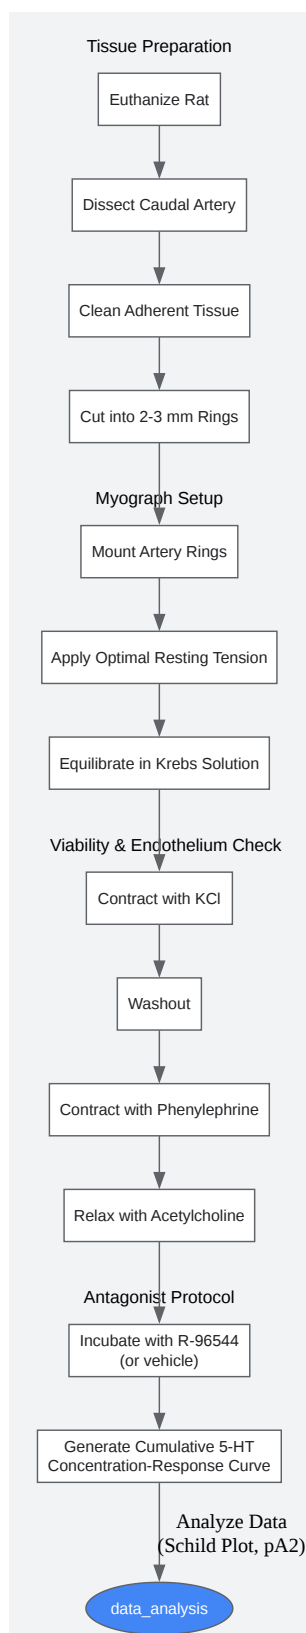 Tissue Preparation
Euthanize Rat
Dissect Caudal Artery
Clean Adherent Tissue
Cut into 2-3 mm Rings
Myograph Setup
Mount Artery Rings
Apply Optimal Resting Tension
Equilibrate in Krebs Solution
Viability & Endothelium Check
Contract with KCl
Washout
Contract with Phenylephrine
Relax with Acetylcholine
Antagonist Protocol
Incubate with R-96544
(or vehicle)
Generate Cumulative 5-HT
Concentration-Response Curve
Analyze Data
(Schild Plot, pA2)
data_analysis